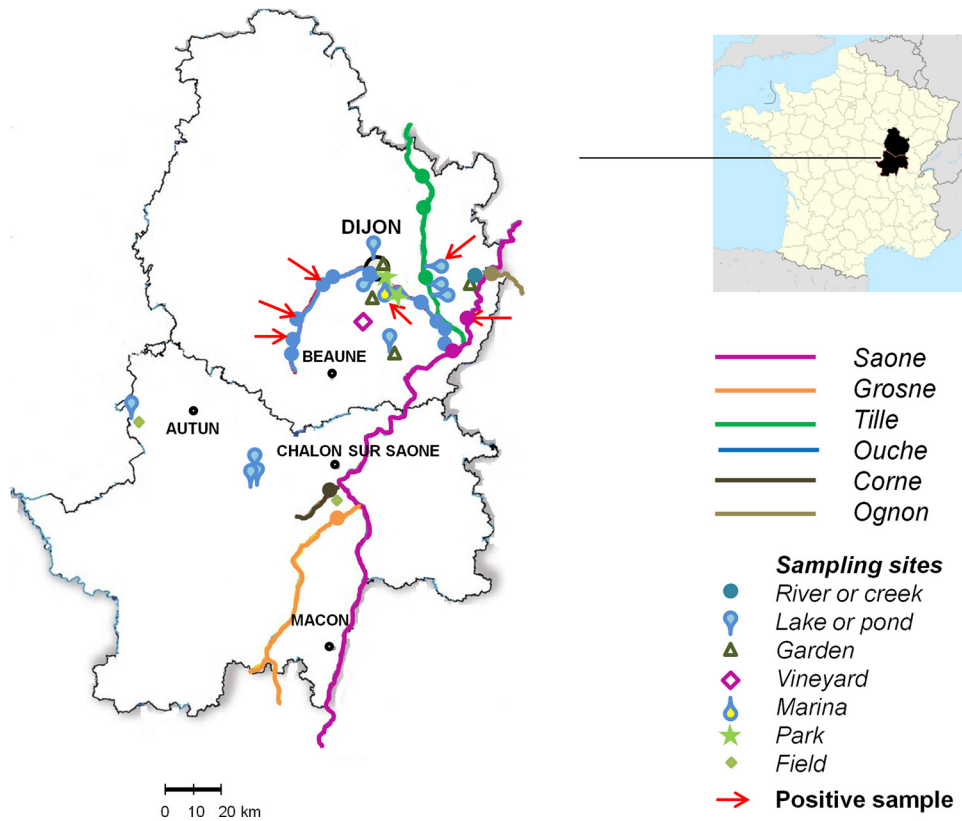 DIJON
BEAUNE
AUTUN
CHALON SUR SAONE
MACON
0 10 20 km
Saone
Grosne
Tille
Ouche
Corne
Ognon
Sampling sites
River or creek
Lake or pond
Garden
Vineyard
Marina
Park
Field
Positive sample